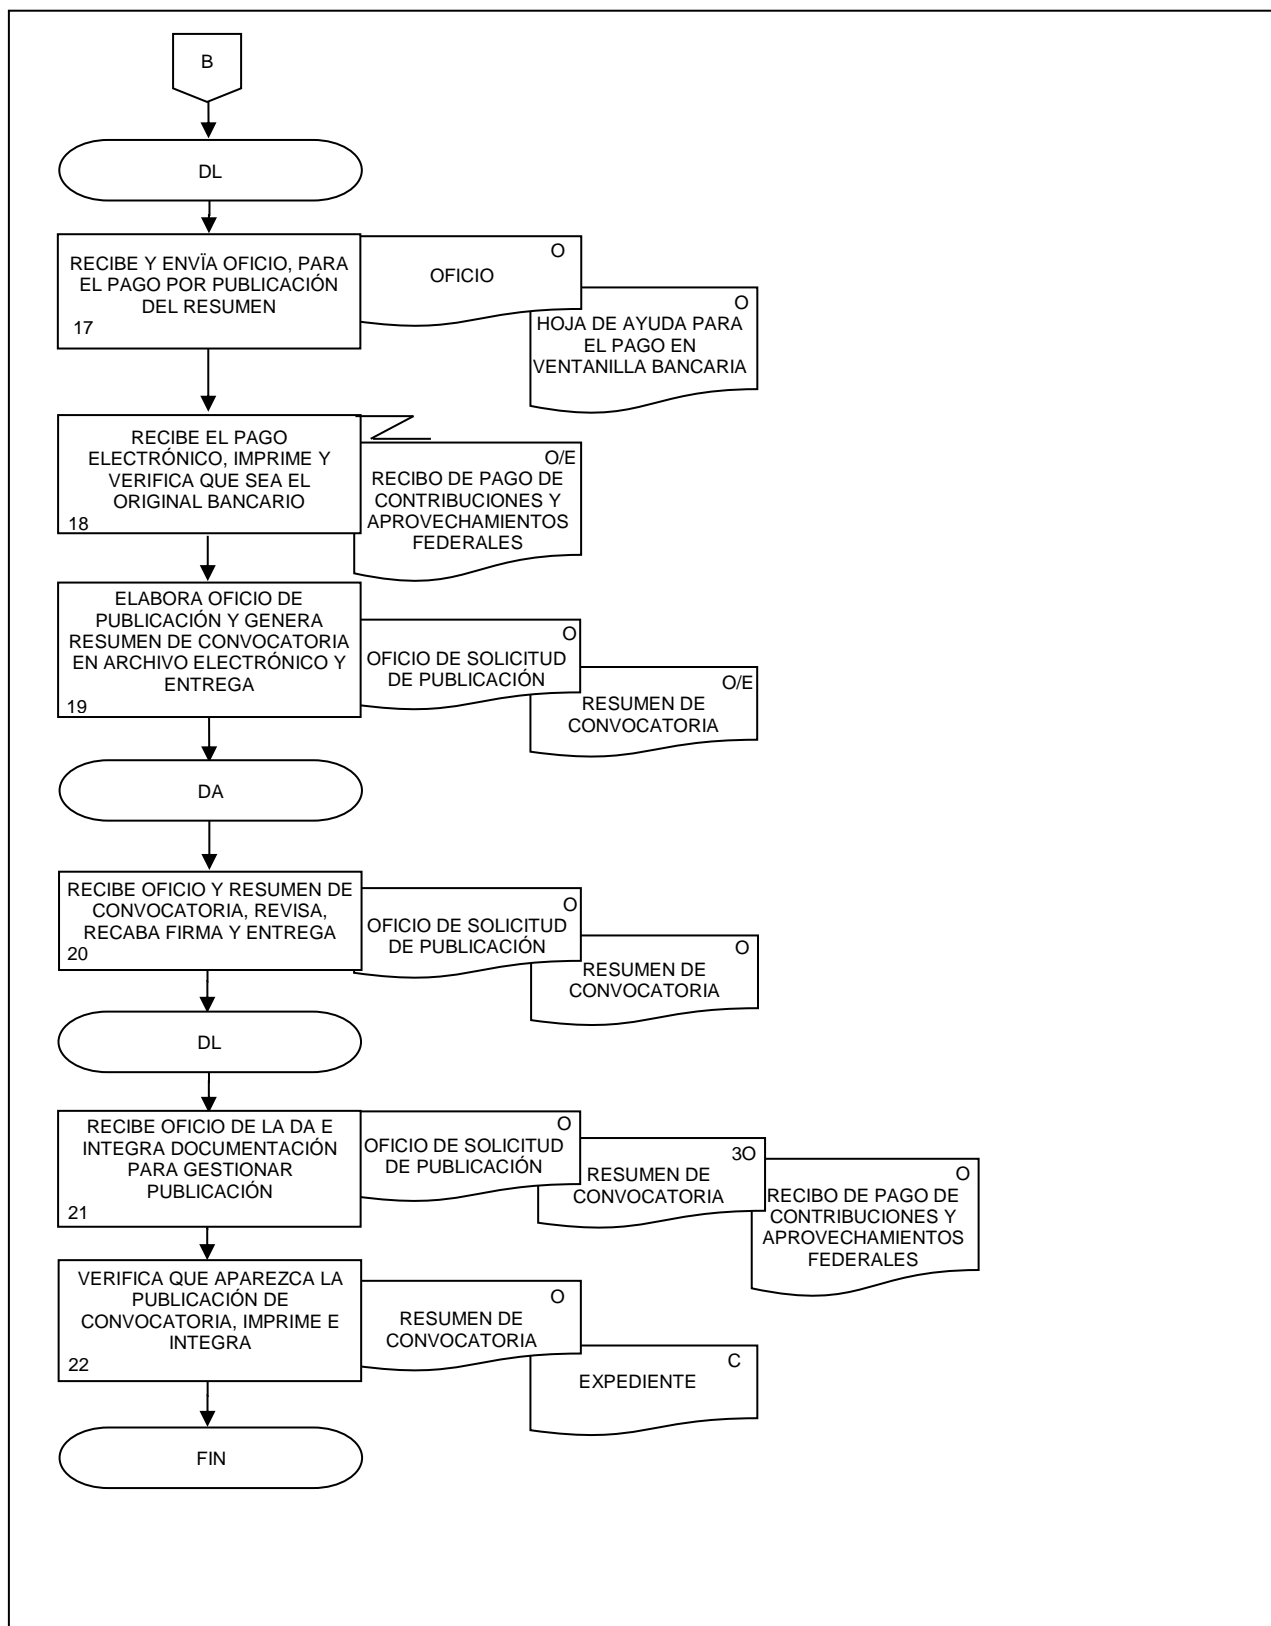 B
DL
RECIBE Y ENVÏA OFICIO, PARA
EL PAGO POR PUBLICACIÓN
DEL RESUMEN
17
O
OFICIO
O
HOJA DE AYUDA PARA
EL PAGO EN
VENTANILLA BANCARIA
RECIBE EL PAGO
ELECTRÓNICO, IMPRIME Y
VERIFICA QUE SEA EL
ORIGINAL BANCARIO
18
O/E
RECIBO DE PAGO DE
CONTRIBUCIONES Y
APROVECHAMIENTOS
FEDERALES
ELABORA OFICIO DE
PUBLICACIÓN Y GENERA
RESUMEN DE CONVOCATORIA
EN ARCHIVO ELECTRÓNICO Y
ENTREGA
19
O
OFICIO DE SOLICITUD
DE PUBLICACIÓN
O/E
RESUMEN DE
CONVOCATORIA
DA
RECIBE OFICIO Y RESUMEN DE
CONVOCATORIA, REVISA,
RECABA FIRMA Y ENTREGA
20
O
OFICIO DE SOLICITUD
DE PUBLICACIÓN
O
RESUMEN DE
CONVOCATORIA
DL
RECIBE OFICIO DE LA DA E
INTEGRA DOCUMENTACIÓN
PARA GESTIONAR
PUBLICACIÓN
21
O
OFICIO DE SOLICITUD
DE PUBLICACIÓN
3O
RESUMEN DE
CONVOCATORIA
O
RECIBO DE PAGO DE
CONTRIBUCIONES Y
APROVECHAMIENTOS
FEDERALES
VERIFICA QUE APAREZCA LA
PUBLICACIÓN DE
CONVOCATORIA, IMPRIME E
INTEGRA
22
O
RESUMEN DE
CONVOCATORIA
C
EXPEDIENTE
FIN